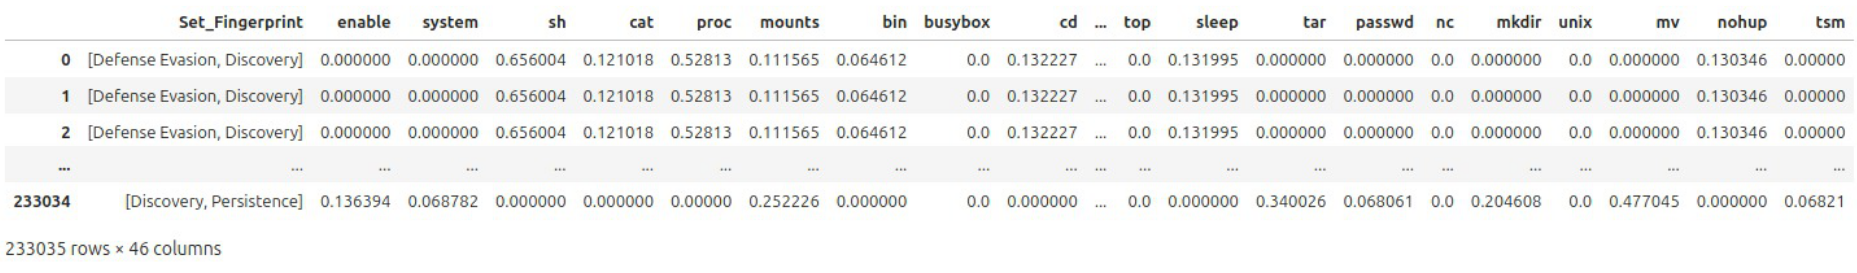 Set_Fingerprint enable system sh cat proc mounts bin busybox cd ... top sleep tar passwd nc mkdir unix mv nohup tsm
0 [Defense Evasion, Discovery] 0.000000 0.000000 0.656004 0.121018 0.52813 0.111565 0.064612 0.0 0.132227 ... 0.0 0.131995 0.000000 0.000000 0.0 0.000000 0.0 0.000000 0.130346 0.00000
1 [Defense Evasion, Discovery] 0.000000 0.000000 0.656004 0.121018 0.52813 0.111565 0.064612 0.0 0.132227 ... 0.0 0.131995 0.000000 0.000000 0.0 0.000000 0.0 0.000000 0.130346 0.00000
2 [Defense Evasion, Discovery] 0.000000 0.000000 0.656004 0.121018 0.52813 0.111565 0.064612 0.0 0.132227 ... 0.0 0.131995 0.000000 0.000000 0.0 0.000000 0.0 0.000000 0.130346 0.00000
... ... ... ... ... ... ... ... ... ... ... ... ... ... ... ... ... ... ... ... ... ...
233034 [Discovery, Persistence] 0.136394 0.068782 0.000000 0.000000 0.00000 0.252226 0.000000 0.0 0.000000 ... 0.0 0.000000 0.340026 0.068061 0.0 0.204608 0.0 0.477045 0.000000 0.06821
233035 rows × 46 columns